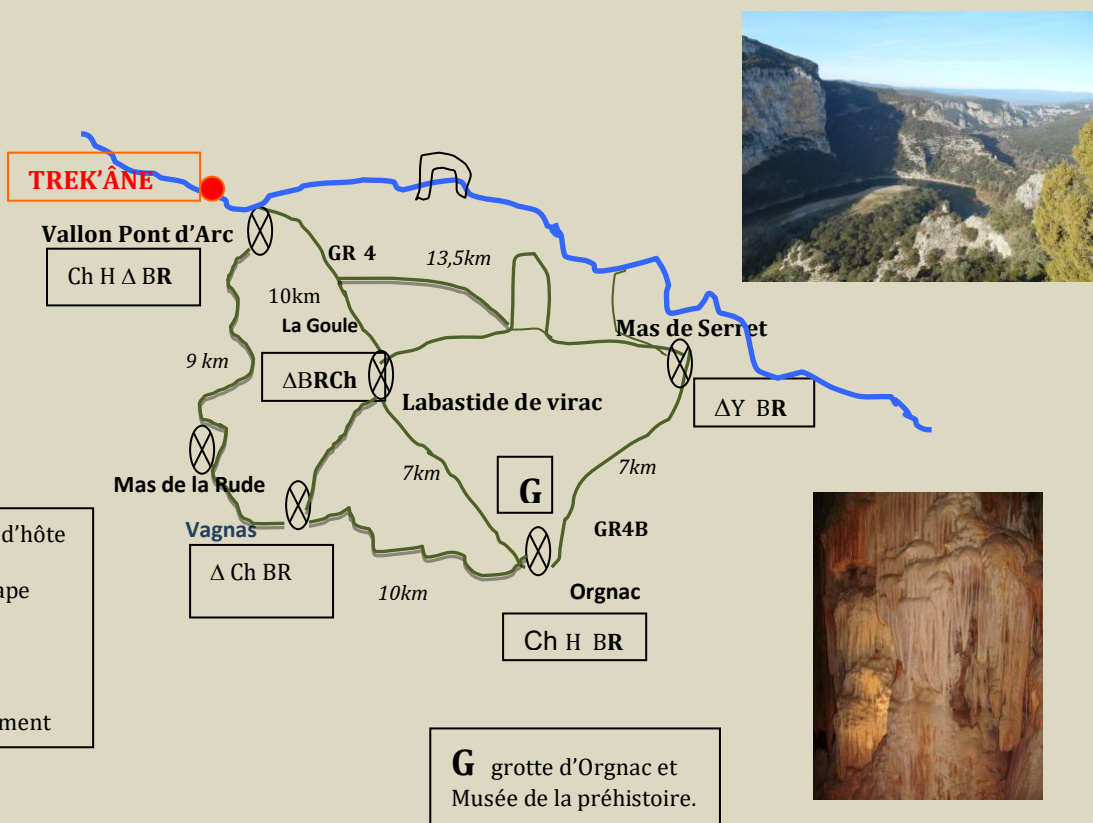 TREK'ÂNE
Vallon Pont d'Arc
Ch H Δ BR
GR 4
13,5km
10km
La Goule
9 km
ΔBRCh
Labastide de virac
Mas de Serret
ΔY BR
Mas de la Rude
7km
G
7km
GR4B
Vagnas
Δ Ch BR
10km
Orgnac
Ch H BR
d'hôte
ape
ment
G grotte d'Orgnac et
Musée de la préhistoire.